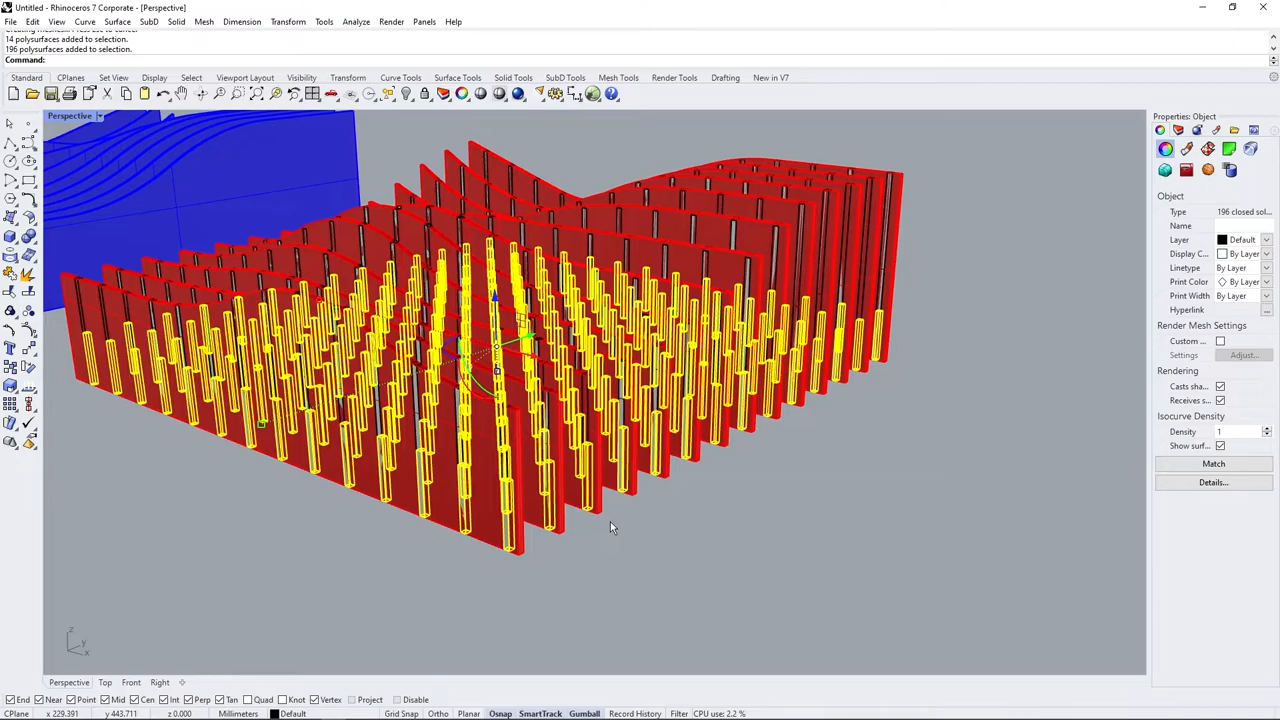 Untitled - Rhinoceros 7 Corporate - [Perspective]
File Edit View Curve Surface SubD Solid Mesh Dimension Transform Tools Analyze Render Panels Help
14 polysurfaces added to selection.
196 polysurfaces added to selection.
Command:
Standard CPlanes Set View Display Select Viewport Layout Visibility Transform Curve Tools Surface Tools Solid Tools SubD Tools Mesh Tools Render Tools Drafting New in V7
Perspective
Properties: Object
Object
Type 196 closed sol...
Name
Layer Default
Display C... By Layer
Linetype By Layer
Print Color By Layer
Print Width By Layer
Hyperlink ...
Render Mesh Settings
Custom ...
Settings Adjust...
Rendering
Casts sha...
Receives s...
Isocurve Density
Density 1
Show surf...
Match
Details...
z
y
x
Perspective Top Front Right
End Near Point Mid Cen Int Perp Tan Quad Knot Vertex Project Disable
CPlane x 229.391 y 443.711 z 0.000 Millimeters Default Grid Snap Ortho Planar Osnap SmartTrack Gumball Record History Filter CPU use: 2.2 %